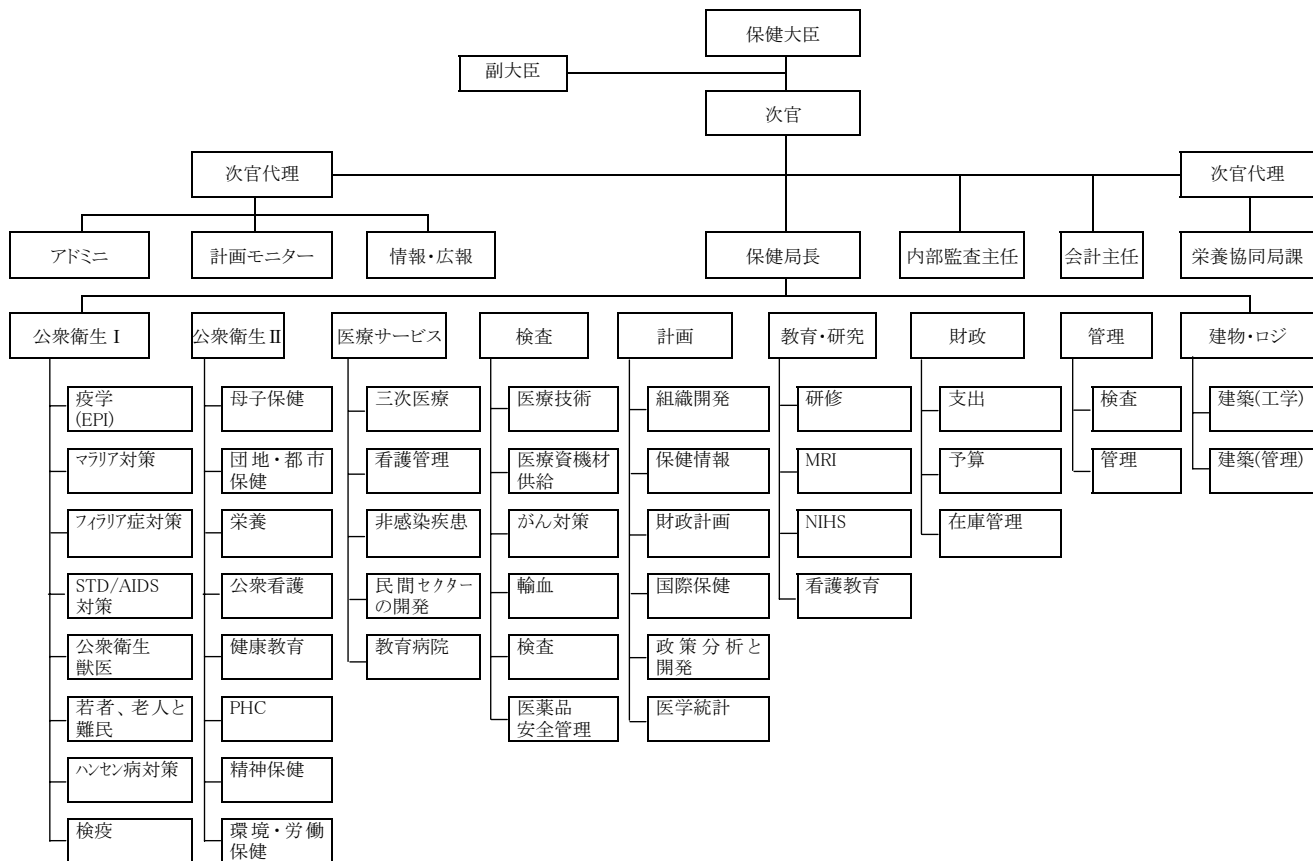 保健大臣
副大臣
次官
次官代理
次官代理
アドミニ
計画モニター
情報・広報
保健局長
内部監査主任
会計主任
栄養協同局課
公衆衛生Ⅰ
公衆衛生Ⅱ
医療サービス
検査
計画
教育・研究
財政
管理
建物・ロジ
疫学
(EPI)
マラリア対策
フィラリア症対策
STD/AIDS
対策
公衆衛生
獣医
若者、老人と
難民
ハンセン病対策
検疫
母子保健
団地・都市
保健
栄養
公衆看護
健康教育
PHC
精神保健
環境・労働
保健
三次医療
看護管理
非感染疾患
民間セクター
の開発
教育病院
医療技術
医療資機材
供給
がん対策
輸血
検査
医薬品
安全管理
組織開発
保健情報
財政計画
国際保健
政策分析と
開発
医学統計
研修
MRI
NIHS
看護教育
支出
予算
在庫管理
検査
管理
建築(工学)
建築(管理)